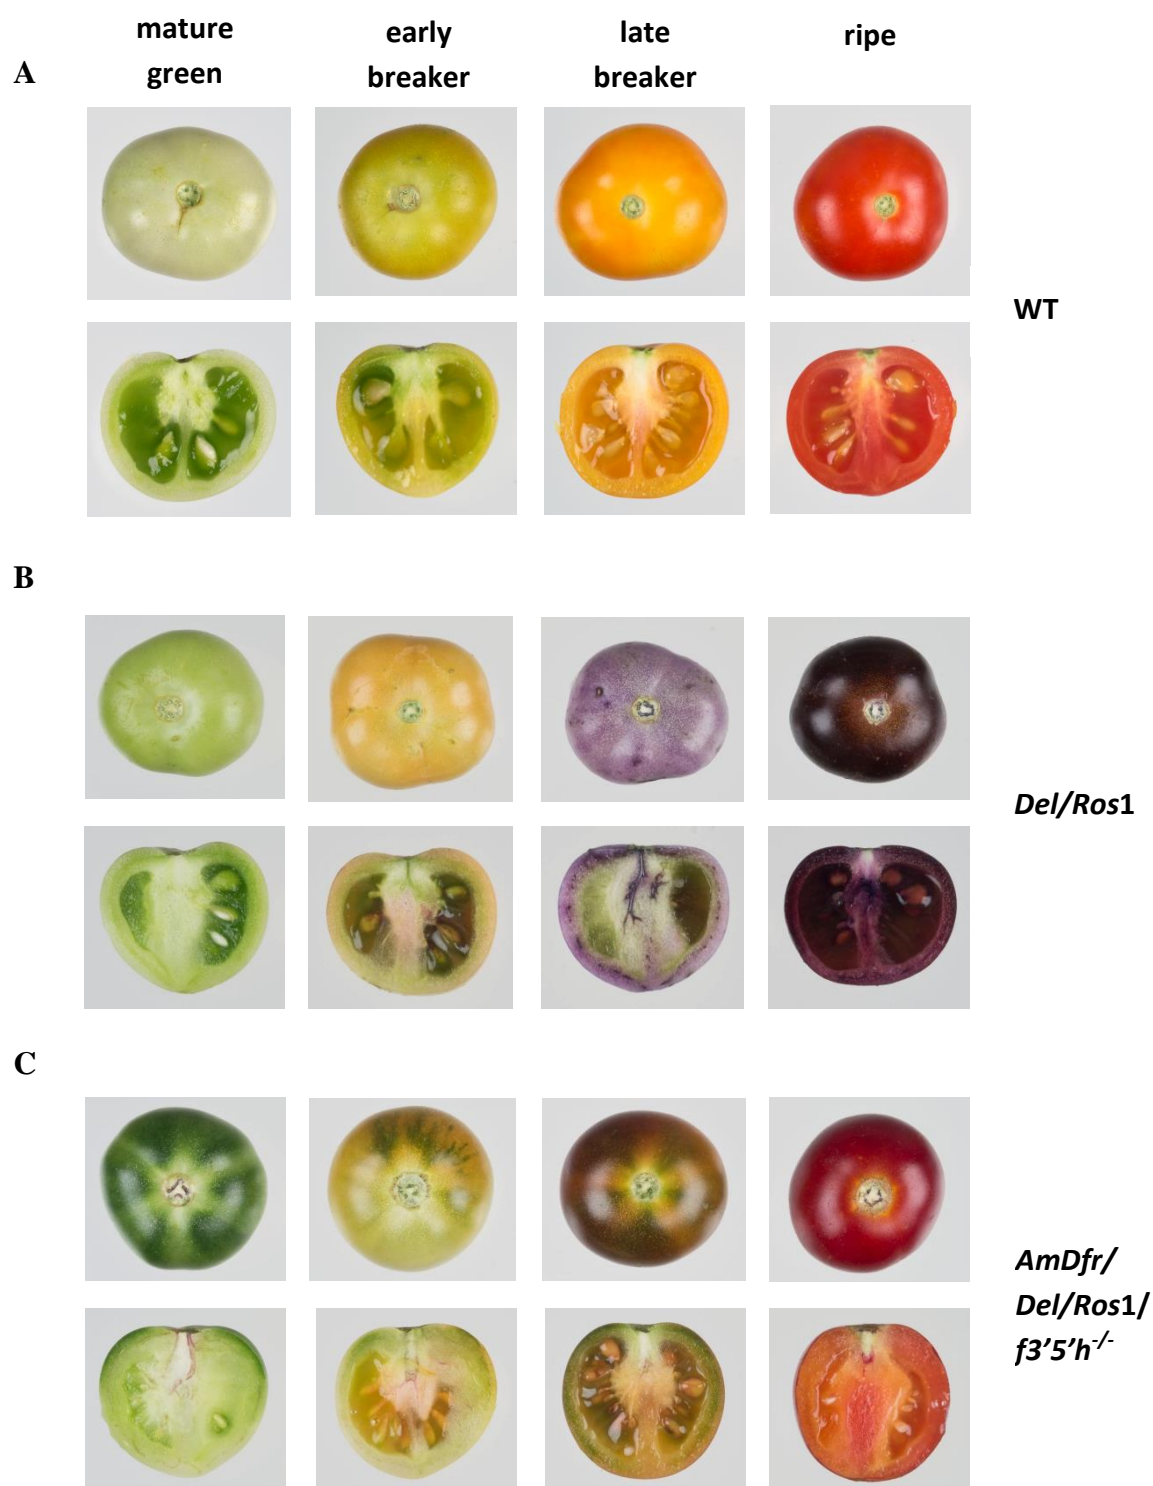 mature
green
early
breaker
late
breaker
ripe
A
WT
B
Del/Ros1
C
AmDfr/
Del/Ros1/
f3’5’h-/-